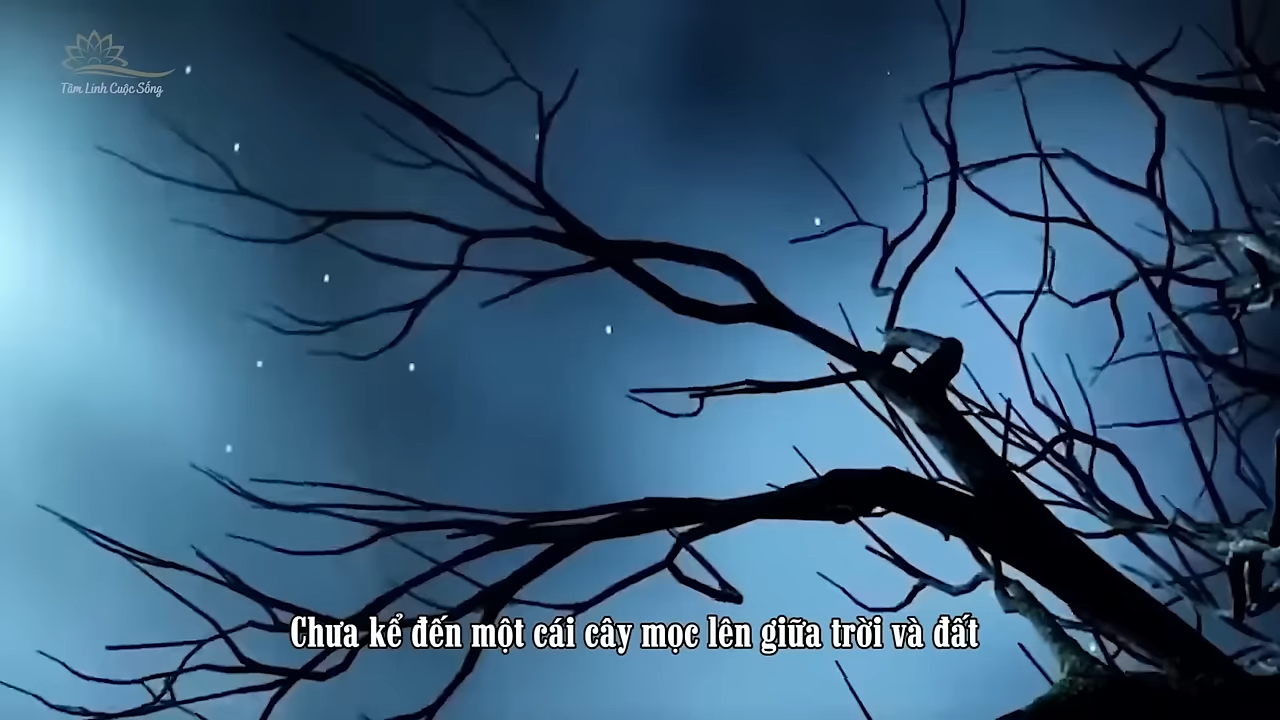 Tâm Linh Cuộc Sống
Chưa kể đến một cái cây mọc lên giữa trời và đất